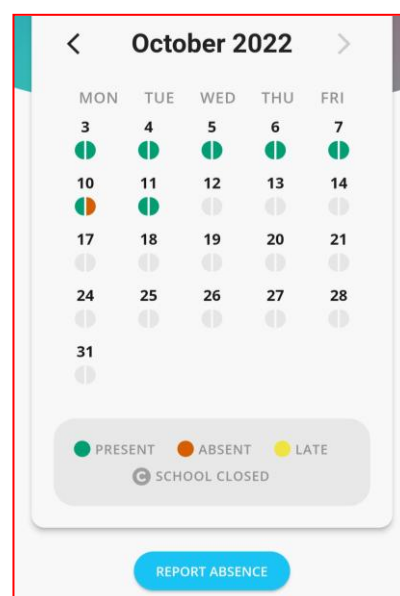 October 2022
MON TUE WED THU FRI
3 4 5 6 7
10 11 12 13 14
17 18 19 20 21
24 25 26 27 28
31
PRESENT ABSENT LATE
C SCHOOL CLOSED
REPORT ABSENCE